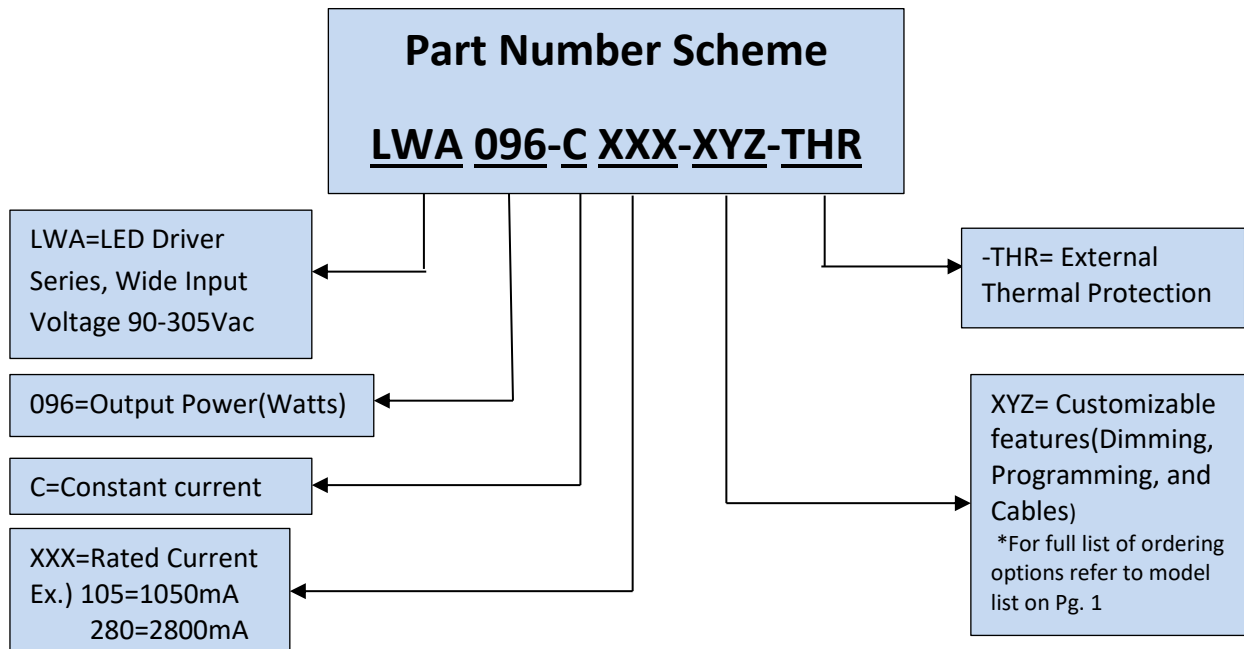 Part Number Scheme
LWA 096-C XXX-XYZ-THR
LWA=LED Driver
Series, Wide Input
Voltage 90-305Vac
096=Output Power(Watts)
C=Constant current
XXX=Rated Current
Ex.) 105=1050mA
280=2800mA
-THR= External
Thermal Protection
XYZ= Customizable
features(Dimming,
Programming, and
Cables)
*For full list of ordering
options refer to model
list on Pg. 1